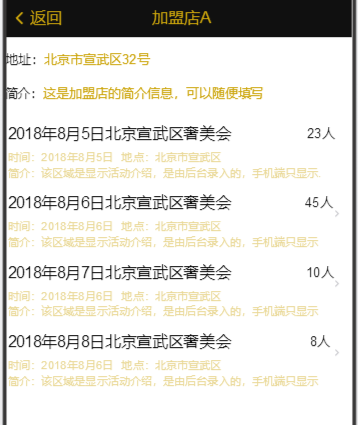 返回 加盟店A
地址：北京市宣武区32号
简介：这是加盟店的简介信息，可以随便填写
2018年8月5日北京宣武区奢美会 23人
时间：2018年8月5日 地点：北京市宣武区
简介：该区域是显示活动介绍，是由后台录入的，手机端只显示
2018年8月6日北京宣武区奢美会 45人
时间：2018年8月6日 地点：北京市宣武区
简介：该区域是显示活动介绍，是由后台录入的，手机端只显示
2018年8月7日北京宣武区奢美会 10人
时间：2018年8月6日 地点：北京市宣武区
简介：该区域是显示活动介绍，是由后台录入的，手机端只显示
2018年8月8日北京宣武区奢美会 8人
时间：2018年8月6日 地点：北京市宣武区
简介：该区域是显示活动介绍，是由后台录入的，手机端只显示